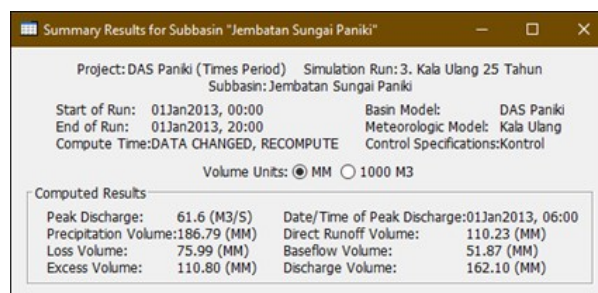 Summary Results for Subbasin "Jembatan Sungai Paniki"
Project: DAS Paniki (Times Period) Simulation Run: 3. Kala Ulang 25 Tahun
Subbasin: Jembatan Sungai Paniki
Start of Run: 01Jan2013, 00:00 Basin Model: DAS Paniki
End of Run: 01Jan2013, 20:00 Meteorologic Model: Kala Ulang
Compute Time:DATA CHANGED, RECOMPUTE Control Specifications:Kontrol
Volume Units: MM 1000 M3
Computed Results
Peak Discharge: 61.6 (M3/S) Date/Time of Peak Discharge:01Jan2013, 06:00
Precipitation Volume:186.79 (MM) Direct Runoff Volume: 110.23 (MM)
Loss Volume: 75.99 (MM) Baseflow Volume: 51.87 (MM)
Excess Volume: 110.80 (MM) Discharge Volume: 162.10 (MM)